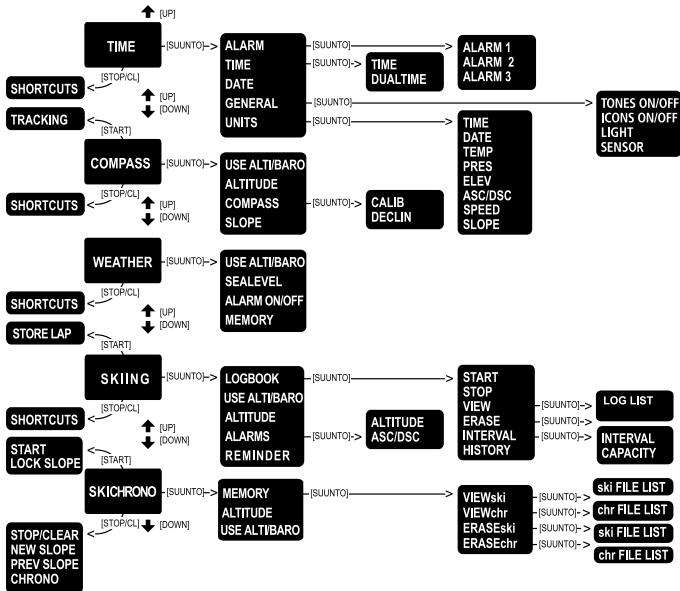 [UP]
TIME
[SUUNTO]
ALARM
TIME
DATE
GENERAL
UNITS
[SUUNTO]
ALARM 1
ALARM 2
ALARM 3
[SUUNTO]
TIME
DUALTIME
[SUUNTO]
TONES ON/OFF
ICONS ON/OFF
LIGHT
SENSOR
[SUUNTO]
TIME
DATE
TEMP
PRES
ELEV
ASC/DSC
SPEED
SLOPE
[STOP/CL]
SHORTCUTS
[UP]
[DOWN]
TRACKING
[START]
COMPASS
[SUUNTO]
USE ALTI/BARO
ALTITUDE
COMPASS
SLOPE
[SUUNTO]
CALIB
DECLIN
[STOP/CL]
SHORTCUTS
[UP]
[DOWN]
WEATHER
[SUUNTO]
USE ALTI/BARO
SEALEVEL
ALARM ON/OFF
MEMORY
[STOP/CL]
SHORTCUTS
[UP]
[DOWN]
STORE LAP
[START]
SKIING
[SUUNTO]
LOGBOOK
USE ALTI/BARO
ALTITUDE
ALARMS
REMINDER
[SUUNTO]
START
STOP
VIEW
ERASE
INTERVAL
HISTORY
[SUUNTO]
LOG LIST
[SUUNTO]
[SUUNTO]
INTERVAL
CAPACITY
[SUUNTO]
ALTITUDE
ASC/DSC
[STOP/CL]
SHORTCUTS
[UP]
[DOWN]
START
LOCK SLOPE
[START]
SKICHRONO
[SUUNTO]
MEMORY
ALTITUDE
USE ALTI/BARO
[SUUNTO]
VIEWski
VIEWchr
ERASEski
ERASEchr
[SUUNTO]
ski FILE LIST
[SUUNTO]
chr FILE LIST
[SUUNTO]
ski FILE LIST
[SUUNTO]
chr FILE LIST
[STOP/CL]
[DOWN]
STOP/CLEAR
NEW SLOPE
PREV SLOPE
CHRONO